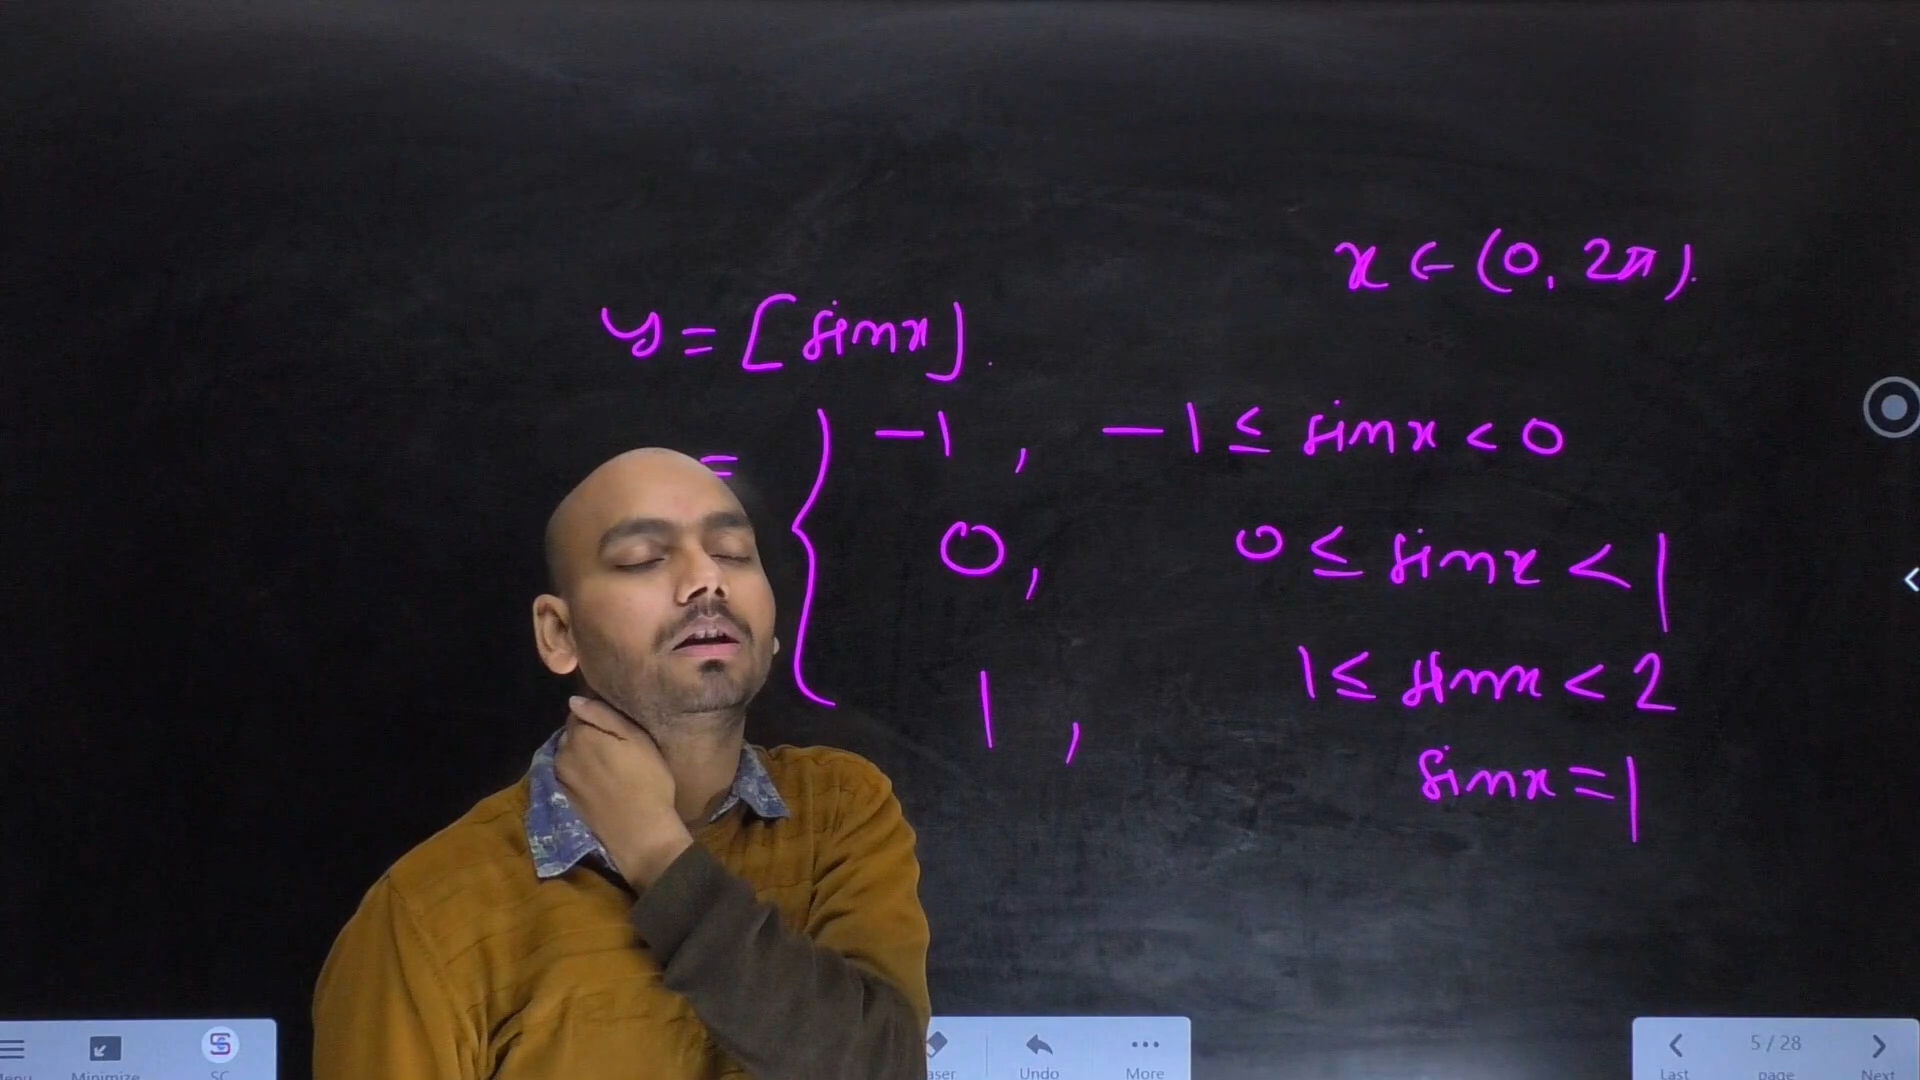 x ∈ (0, 2π).
y = [sinx].
= { -1 , -1 ≤ sinx < 0
0 , 0 ≤ sinx < 1
1 , 1 ≤ sinx < 2
sinx = 1
Minimize
SC
Undo
More
Last
5 / 28
page
Next